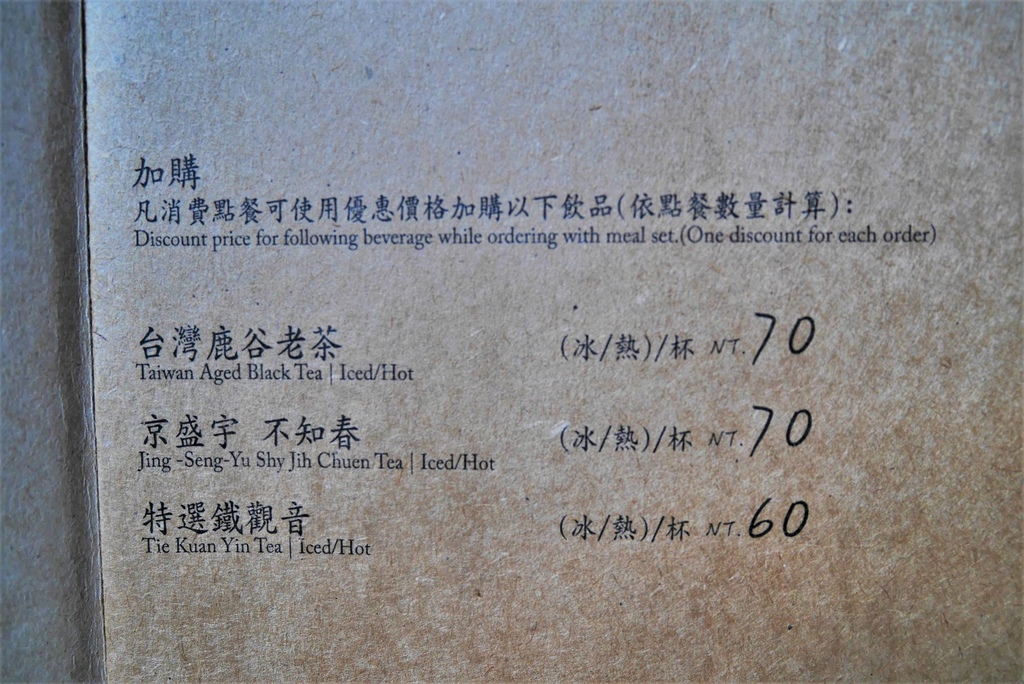 加購
凡消費點餐可使用優惠價格加購以下飲品(依點餐數量計算):
Discount price for following beverage while ordering with meal set.(One discount for each order)
台灣鹿谷老茶 (冰/熱)/杯 NT. 70
Taiwan Aged Black Tea | Iced/Hot
京盛宇 不知春 (冰/熱)/杯 NT. 70
Jing -Seng-Yu Shy Jih Chuen Tea | Iced/Hot
特選鐵觀音 (冰/熱)/杯 NT. 60
Tie Kuan Yin Tea | Iced/Hot